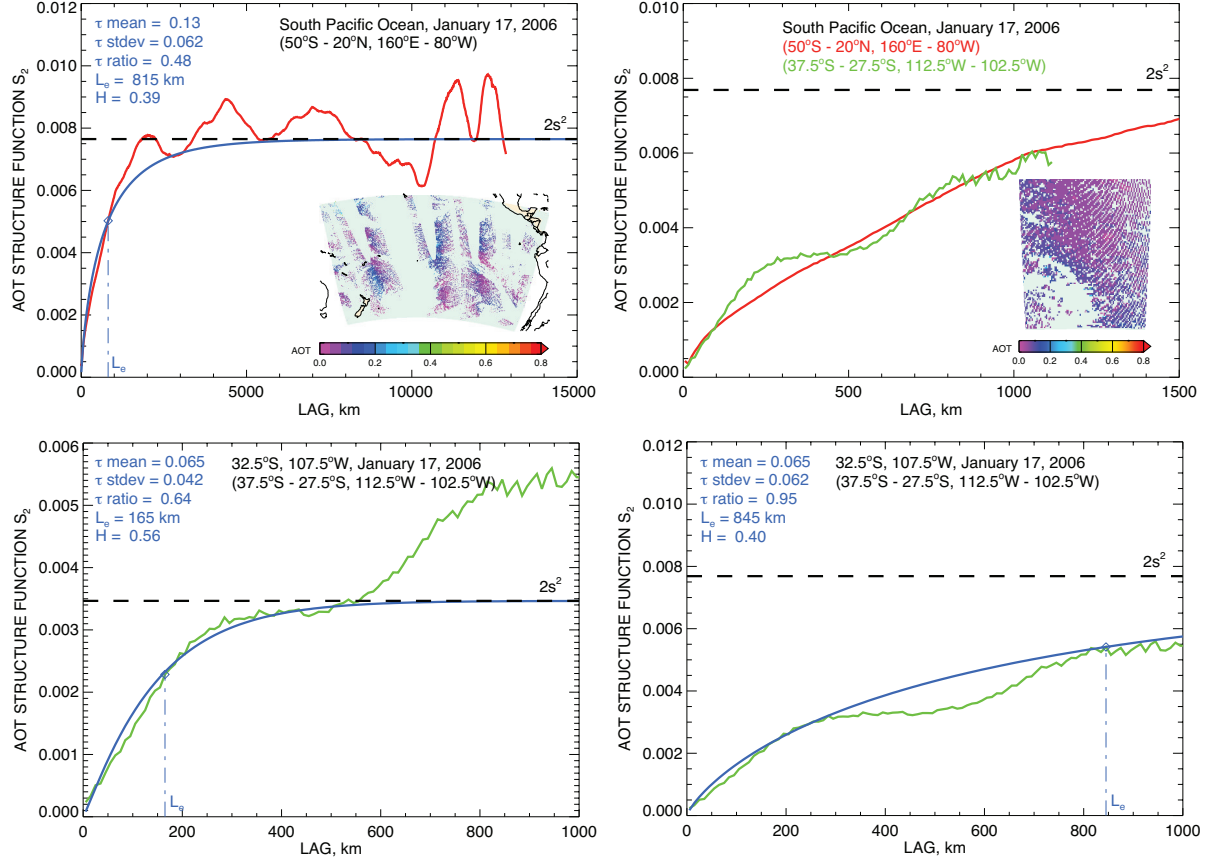 τ mean = 0.13
τ stdev = 0.062
τ ratio = 0.48
Lₑ = 815 km
H = 0.39
South Pacific Ocean, January 17, 2006
(50°S - 20°N, 160°E - 80°W)
2s²
AOT STRUCTURE FUNCTION S₂
0.012
0.010
0.008
0.006
0.004
0.002
0.000
Lₑ
AOT
0.0 0.2 0.4 0.6 0.8
0 5000 10000 15000
LAG, km
South Pacific Ocean, January 17, 2006
(50°S - 20°N, 160°E - 80°W)
(37.5°S - 27.5°S, 112.5°W - 102.5°W)
2s²
AOT STRUCTURE FUNCTION S₂
0.010
0.008
0.006
0.004
0.002
0.000
AOT
0.0 0.2 0.4 0.6 0.8
0 500 1000 1500
LAG, km
τ mean = 0.065
τ stdev = 0.042
τ ratio = 0.64
Lₑ = 165 km
H = 0.56
32.5°S, 107.5°W, January 17, 2006
(37.5°S - 27.5°S, 112.5°W - 102.5°W)
2s²
AOT STRUCTURE FUNCTION S₂
0.006
0.005
0.004
0.003
0.002
0.001
0.000
Lₑ
0 200 400 600 800 1000
LAG, km
τ mean = 0.065
τ stdev = 0.062
τ ratio = 0.95
Lₑ = 845 km
H = 0.40
32.5°S, 107.5°W, January 17, 2006
(37.5°S - 27.5°S, 112.5°W - 102.5°W)
2s²
AOT STRUCTURE FUNCTION S₂
0.012
0.010
0.008
0.006
0.004
0.002
0.000
Lₑ
0 200 400 600 800 1000
LAG, km